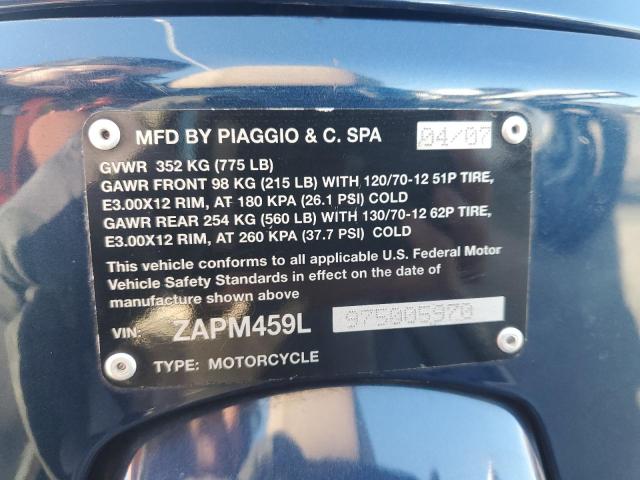 MFD BY PIAGGIO & C. SPA 04/07
GVWR 352 KG (775 LB)
GAWR FRONT 98 KG (215 LB) WITH 120/70-12 51P TIRE,
E3.00X12 RIM, AT 180 KPA (26.1 PSI) COLD
GAWR REAR 254 KG (560 LB) WITH 130/70-12 62P TIRE,
E3.00X12 RIM, AT 260 KPA (37.7 PSI) COLD
This vehicle conforms to all applicable U.S. Federal Motor
Vehicle Safety Standards in effect on the date of
manufacture shown above
VIN: ZAPM459L 975005970
TYPE: MOTORCYCLE